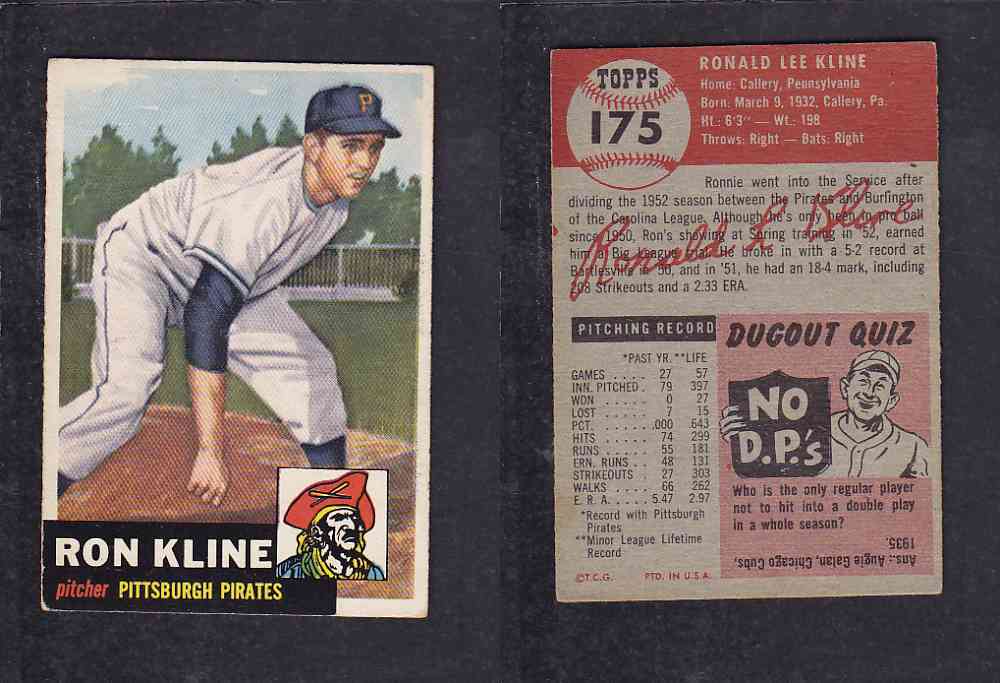 P
RON KLINE
pitcher PITTSBURGH PIRATES
TOPPS
175
RONALD LEE KLINE
Home: Callery, Pennsylvania
Born: March 9, 1932, Callery, Pa.
Ht.: 6'3" — Wt.: 198
Throws: Right — Bats: Right
Ronnie went into the Service after
dividing the 1952 season between the Pirates and Burlington
of the Carolina League. Although he's only been in pro ball
since 1950, Ron's showing at Spring training in '52, earned
him a Big League trial. He broke in with a 5-2 record at
Bartlesville in '50, and in '51, he had an 18-4 mark, including
208 Strikeouts and a 2.33 ERA.
Ronald L Kline
PITCHING RECORD
*PAST YR. **LIFE
GAMES . . . . 27 57
INN. PITCHED . 79 397
WON . . . . . 0 27
LOST . . . . . 7 15
PCT. . . . . .000 .643
HITS . . . . 74 299
RUNS . . . . 55 181
ERN. RUNS . . 48 131
STRIKEOUTS . 27 303
WALKS . . . . 66 262
E. R. A. . . . 5.47 2.97
*Record with Pittsburgh
Pirates
**Minor League Lifetime
Record
©T.C.G. PTD. IN U.S.A.
DUGOUT QUIZ
NO
D.P.'s
Who is the only regular player
not to hit into a double play
in a whole season?
Ans.: Augie Galan, Chicago Cubs,
1935.